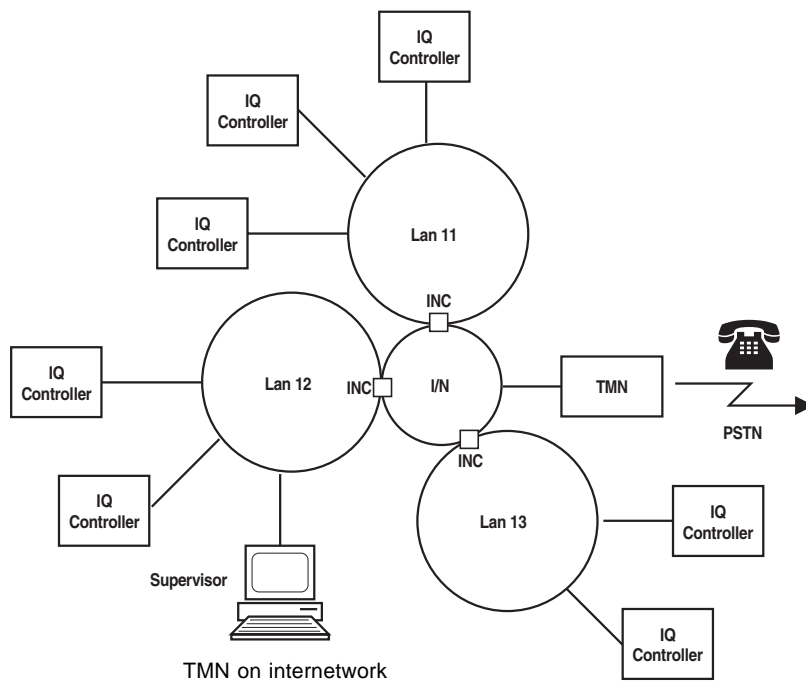 IQ
Controller
IQ
Controller
IQ
Controller
Lan 11
INC
IQ
Controller
Lan 12
INC
I/N
TMN
PSTN
INC
IQ
Controller
Lan 13
IQ
Controller
Supervisor
IQ
Controller
TMN on internetwork